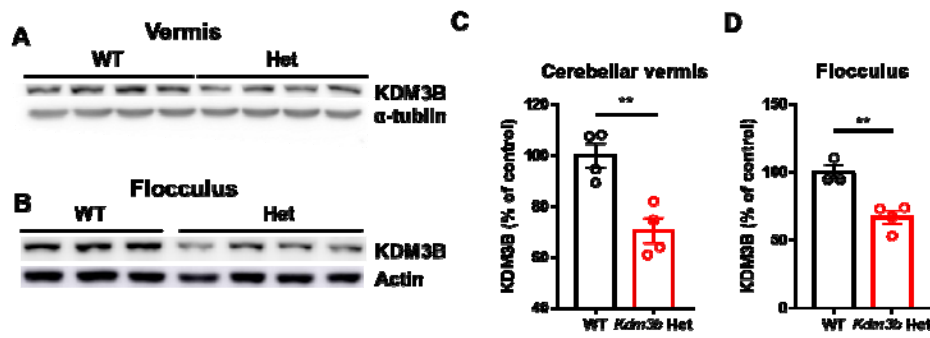 A
Vermis
WT Het
KDM3B
α-tublin
B
Flocculus
WT Het
KDM3B
Actin
C
Cerebellar vermis
KDM3B (% of control)
120
100
80
60
40
**
WT Kdm3b Het
D
Flocculus
KDM3B (% of control)
150
100
50
0
**
WT Kdm3b Het